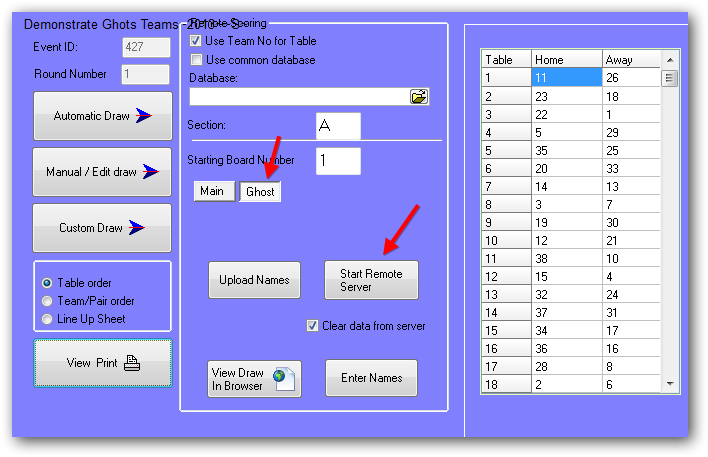 Demonstrate Ghots Teams -2010 - S-
Event ID: 427
Round Number 1
Automatic Draw
Manual / Edit draw
Custom Draw
Table order
Team/Pair order
Line Up Sheet
View Print
Remote Scoring
Use Team No for Table
Use common database
Database:
Section: A
Starting Board Number 1
Main Ghost
Upload Names
Start Remote
Server
Clear data from server
View Draw
In Browser
Enter Names
Table Home Away
1 11 26
2 23 18
3 22 1
4 5 29
5 35 25
6 20 33
7 14 13
8 3 7
9 19 30
10 12 21
11 38 10
12 15 4
13 32 24
14 37 31
15 34 17
16 36 16
17 28 8
18 2 6